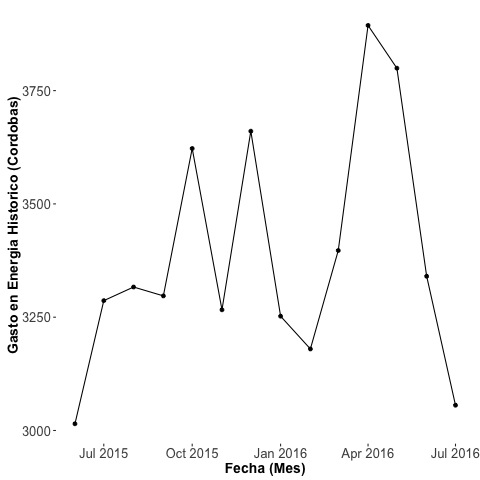 Gasto en Energia Historico (Cordobas)
3750
3500
3250
3000
Jul 2015 Oct 2015 Jan 2016 Apr 2016 Jul 2016
Fecha (Mes)